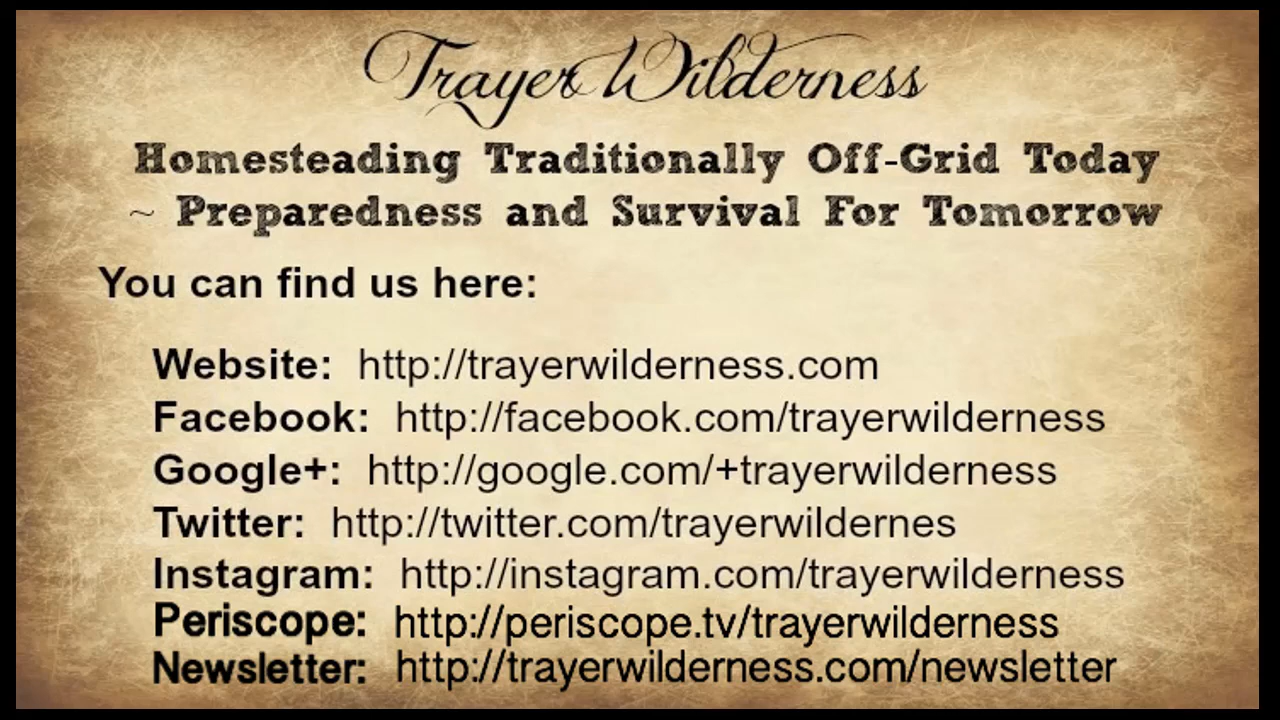 Trayer Wilderness
Homesteading Traditionally Off-Grid Today
~ Preparedness and Survival For Tomorrow
You can find us here:
Website: http://trayerwilderness.com
Facebook: http://facebook.com/trayerwilderness
Google+: http://google.com/+trayerwilderness
Twitter: http://twitter.com/trayerwildernes
Instagram: http://instagram.com/trayerwilderness
Periscope: http://periscope.tv/trayerwilderness
Newsletter: http://trayerwilderness.com/newsletter